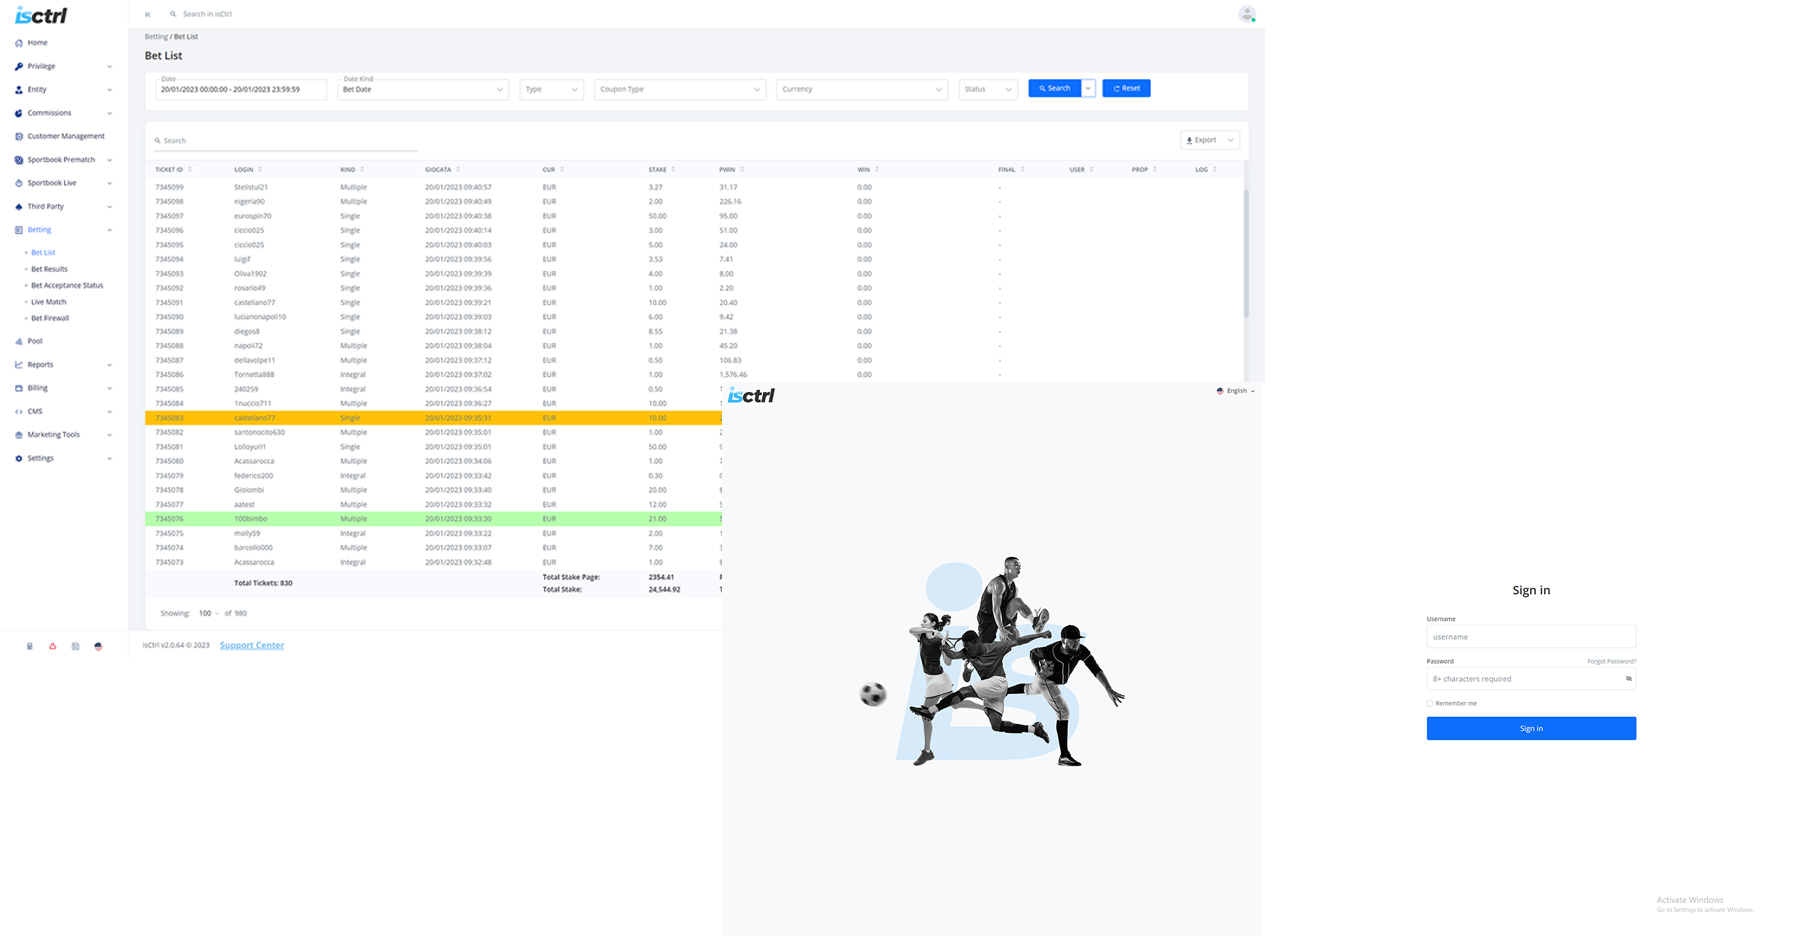 isctrl
Search in isCtrl
Home
Privilege
Entity
Commissions
Customer Management
Sportbook Prematch
Sportbook Live
Third Party
Betting
Bet List
Bet Results
Bet Acceptance Status
Live Match
Bet Firewall
Pool
Reports
Billing
CMS
Marketing Tools
Settings
Betting / Bet List
Bet List
Date
20/01/2023 00:00:00 - 20/01/2023 23:59:59
Date Kind
Bet Date
Type
Coupon Type
Currency
Status
Search
Reset
Search
Export
TICKET ID LOGIN KIND GIOCATA CUR STAKE PWIN WIN FINAL USER PROP LOG
7345099 Stelistul21 Multiple 20/01/2023 09:40:57 EUR 3.27 31.17 0.00 -
7345098 nigeria90 Multiple 20/01/2023 09:40:49 EUR 2.00 226.16 0.00 -
7345097 eurospin70 Single 20/01/2023 09:40:38 EUR 50.00 95.00 0.00 -
7345096 ciccio025 Single 20/01/2023 09:40:14 EUR 3.00 51.00 0.00 -
7345095 ciccio025 Single 20/01/2023 09:40:03 EUR 5.00 24.00 0.00 -
7345094 luigif Single 20/01/2023 09:39:56 EUR 3.53 7.41 0.00 -
7345093 Oliva1902 Single 20/01/2023 09:39:39 EUR 4.00 8.00 0.00 -
7345092 rosario49 Single 20/01/2023 09:39:36 EUR 1.00 2.20 0.00 -
7345091 castellano77 Single 20/01/2023 09:39:21 EUR 10.00 20.40 0.00 -
7345090 lucianonapoli10 Single 20/01/2023 09:39:03 EUR 6.00 9.42 0.00 -
7345089 diegos8 Single 20/01/2023 09:38:12 EUR 8.55 21.38 0.00 -
7345088 napoli72 Multiple 20/01/2023 09:38:04 EUR 1.00 45.20 0.00 -
7345087 dellavolpe11 Multiple 20/01/2023 09:37:12 EUR 0.50 106.83 0.00 -
7345086 Tornetta888 Integral 20/01/2023 09:37:02 EUR 1.00 1,576.46 0.00 -
7345085 240259 Integral 20/01/2023 09:36:54 EUR 0.50
7345084 1nuccio711 Multiple 20/01/2023 09:36:27 EUR 10.00
7345083 castellano77 Single 20/01/2023 09:35:31 EUR 10.00
7345082 santonocito630 Multiple 20/01/2023 09:35:01 EUR 1.00
7345081 Lolloyuri1 Single 20/01/2023 09:35:01 EUR 50.00
7345080 Acassarocca Multiple 20/01/2023 09:34:06 EUR 1.00
7345079 federico200 Integral 20/01/2023 09:33:42 EUR 0.30
7345078 Giolombi Multiple 20/01/2023 09:33:40 EUR 20.00
7345077 aatest Multiple 20/01/2023 09:33:32 EUR 12.00
7345076 100bimbo Multiple 20/01/2023 09:33:30 EUR 21.00
7345075 molly59 Integral 20/01/2023 09:33:22 EUR 2.00
7345074 barcollo000 Multiple 20/01/2023 09:33:07 EUR 7.00
7345073 Acassarocca Integral 20/01/2023 09:32:48 EUR 1.00
Total Tickets: 830
Total Stake Page: 2354.41
Total Stake: 24,544.92
Showing: 100 of 980
isCtrl v2.0.64 © 2023 Support Center
isctrl
English
is
Sign in
Username
username
Password Forgot Password?
8+ characters required
Remember me
Sign in
Activate Windows
Go to Settings to activate Windows.